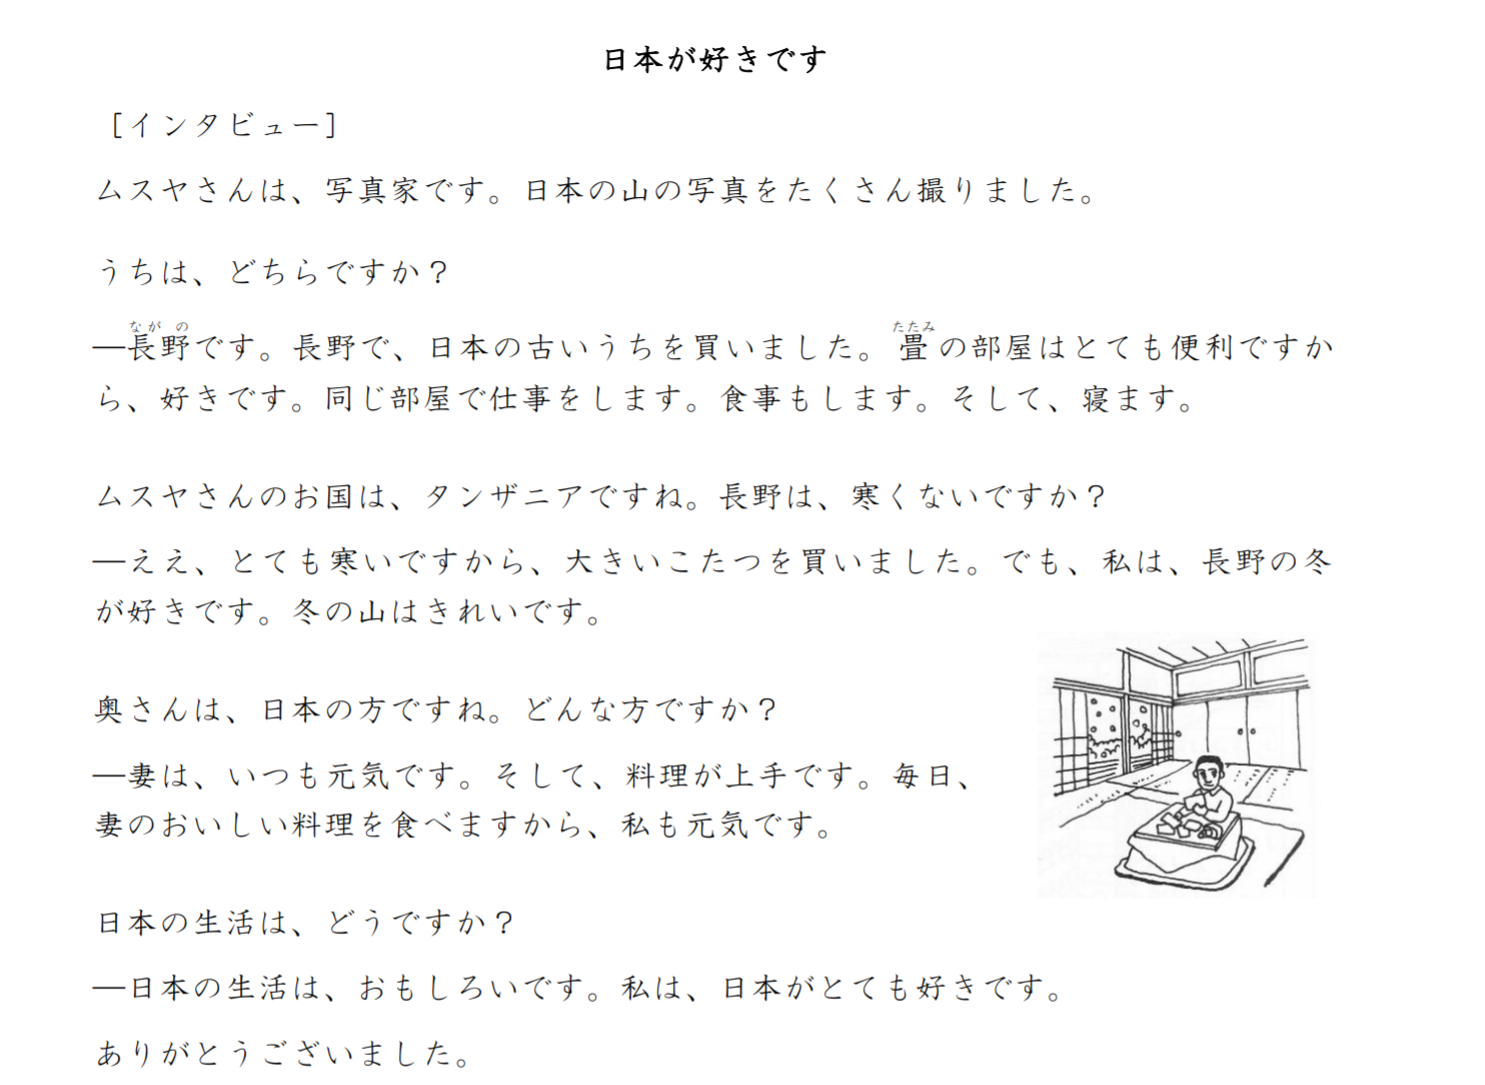 日本が好きです
［インタビュー］
ムスヤさんは、写真家です。日本の山の写真をたくさん撮りました。
うちは、どちらですか？
ながの たたみ
―長野です。長野で、日本の古いうちを買いました。畳の部屋はとても便利ですか
ら、好きです。同じ部屋で仕事をします。食事もします。そして、寝ます。
ムスヤさんのお国は、タンザニアですね。長野は、寒くないですか？
―ええ、とても寒いですから、大きいこたつを買いました。でも、私は、長野の冬
が好きです。冬の山はきれいです。
奥さんは、日本の方ですね。どんな方ですか？
―妻は、いつも元気です。そして、料理が上手です。毎日、
妻のおいしい料理を食べますから、私も元気です。
日本の生活は、どうですか？
―日本の生活は、おもしろいです。私は、日本がとても好きです。
ありがとうございました。